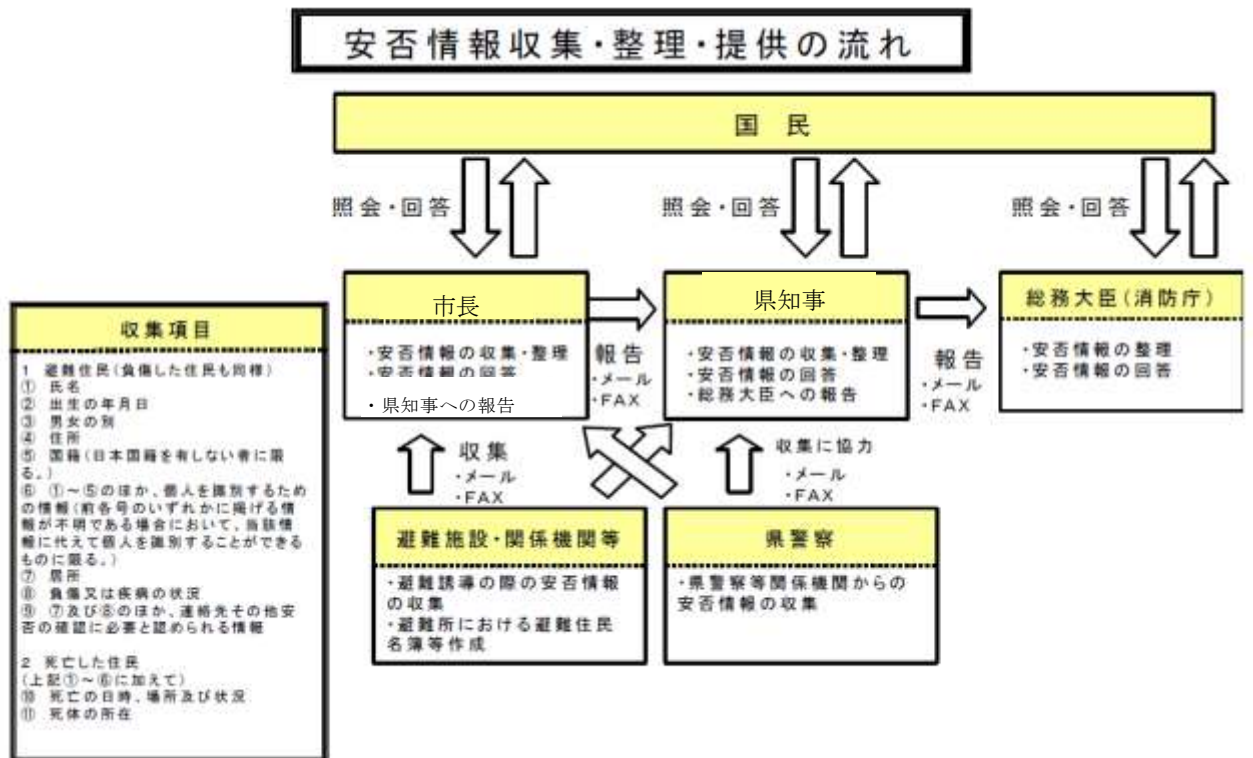 安否情報収集・整理・提供の流れ
国 民
照会・回答
照会・回答
照会・回答
市長
・安否情報の収集・整理
・安否情報の回答
・県知事への報告
報告
・メール
・FAX
県知事
・安否情報の収集・整理
・安否情報の回答
・総務大臣への報告
報告
・メール
・FAX
総務大臣(消防庁)
・安否情報の整理
・安否情報の回答
収集項目
1 避難住民(負傷した住民も同様)
① 氏名
② 出生の年月日
③ 男女の別
④ 住所
⑤ 国籍(日本国籍を有しない者に限
る。)
⑥ ①～⑤のほか、個人を識別するため
の情報(前各号のいずれかに掲げる情
報が不明である場合において、当該情
報に代えて個人を識別することができる
ものに限る。)
⑦ 居所
⑧ 負傷又は疾病の状況
⑨ ⑦及び⑧のほか、連絡先その他安
否の確認に必要と認められる情報
2 死亡した住民
(上記①～⑥に加えて)
⑩ 死亡の日時、場所及び状況
⑪ 死体の所在
収集
・メール
・FAX
収集に協力
・メール
・FAX
避難施設・関係機関等
・避難誘導の際の安否情報
の収集
・避難所における避難住民
名簿等作成
県警察
・県警察等関係機関からの
安否情報の収集